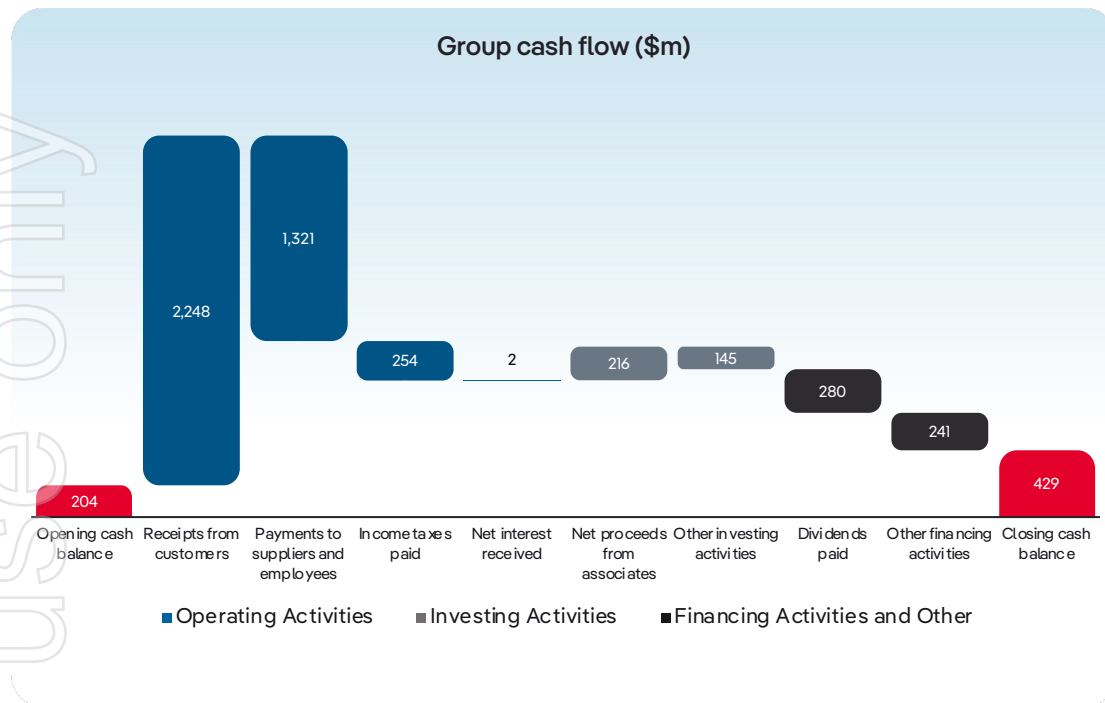 Group cash flow ($m)
2,248
1,321
254
2
216
145
280
241
204
429
Opening cash balance
Receipts from customers
Payments to suppliers and employees
Income taxes paid
Net interest received
Net proceeds from associates
Other investing activities
Dividends paid
Other financing activities
Closing cash balance
Operating Activities
Investing Activities
Financing Activities and Other
use only